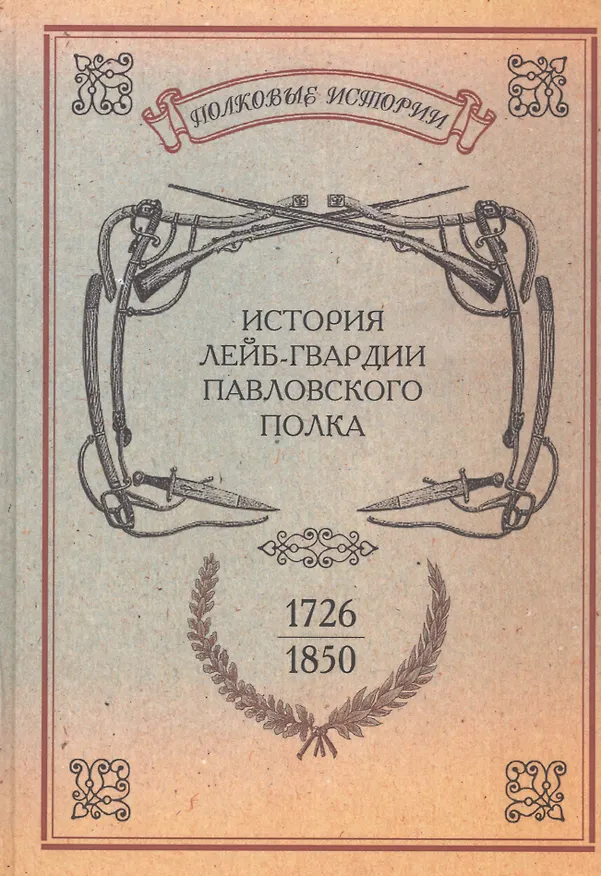 ПОЛКОВЫЕ ИСТОРИИ
ИСТОРИЯ
ЛЕЙБ-ГВАРДИИ
ПАВЛОВСКОГО
ПОЛКА
1726
1850